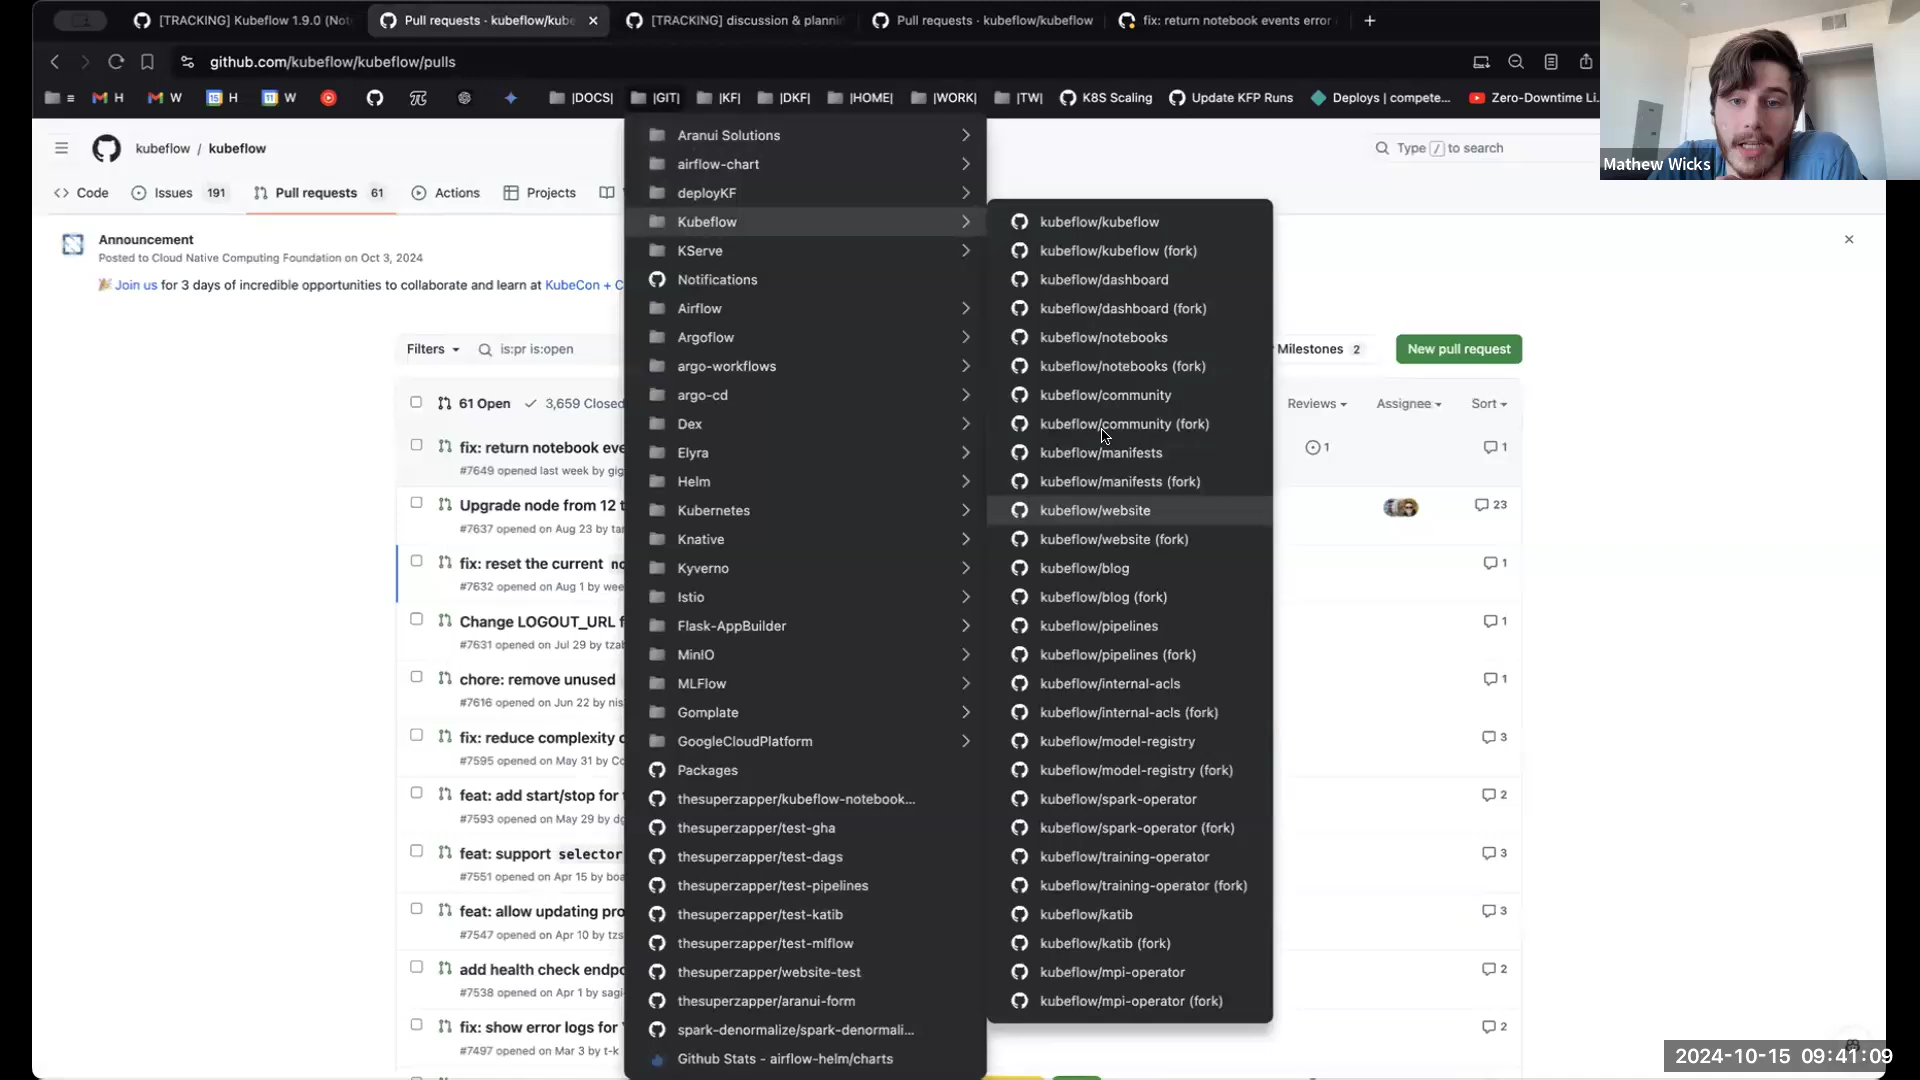 [TRACKING] Kubeflow 1.9.0 (Not
Pull requests · kubeflow/kube
[TRACKING] discussion & planni
Pull requests · kubeflow/kubeflow
fix: return notebook events error
github.com/kubeflow/kubeflow/pulls
H
W
15 H
11 W
|DOCS|
|GIT|
|KF|
|DKF|
|HOME|
|WORK|
|TW|
K8S Scaling
Update KFP Runs
Deploys | compete...
Zero-Downtime Li...
Mathew Wicks
kubeflow / kubeflow
Type / to search
Code
Issues 191
Pull requests 61
Actions
Projects
Announcement
Posted to Cloud Native Computing Foundation on Oct 3, 2024
Join us for 3 days of incredible opportunities to collaborate and learn at KubeCon + C
Filters
is:pr is:open
Milestones 2
New pull request
61 Open
3,659 Closed
Reviews
Assignee
Sort
fix: return notebook eve
#7649 opened last week by gig
1
1
Upgrade node from 12 t
#7637 opened on Aug 23 by tar
23
fix: reset the current no
#7632 opened on Aug 1 by wee
1
Change LOGOUT_URL f
#7631 opened on Jul 29 by tzab
1
chore: remove unused
#7616 opened on Jun 22 by nis
1
fix: reduce complexity o
#7595 opened on May 31 by Co
3
feat: add start/stop for
#7593 opened on May 29 by dg
2
feat: support selector
#7551 opened on Apr 15 by boa
3
feat: allow updating pro
#7547 opened on Apr 10 by tzs
3
add health check endpo
#7538 opened on Apr 1 by sagi
2
fix: show error logs for
#7497 opened on Mar 3 by t-k
2
Aranui Solutions
airflow-chart
deployKF
Kubeflow
KServe
Notifications
Airflow
Argoflow
argo-workflows
argo-cd
Dex
Elyra
Helm
Kubernetes
Knative
Kyverno
Istio
Flask-AppBuilder
MinIO
MLFlow
Gomplate
GoogleCloudPlatform
Packages
thesuperzapper/kubeflow-notebook...
thesuperzapper/test-gha
thesuperzapper/test-dags
thesuperzapper/test-pipelines
thesuperzapper/test-katib
thesuperzapper/test-mlflow
thesuperzapper/website-test
thesuperzapper/aranui-form
spark-denormalize/spark-denormali...
Github Stats - airflow-helm/charts
kubeflow/kubeflow
kubeflow/kubeflow (fork)
kubeflow/dashboard
kubeflow/dashboard (fork)
kubeflow/notebooks
kubeflow/notebooks (fork)
kubeflow/community
kubeflow/community (fork)
kubeflow/manifests
kubeflow/manifests (fork)
kubeflow/website
kubeflow/website (fork)
kubeflow/blog
kubeflow/blog (fork)
kubeflow/pipelines
kubeflow/pipelines (fork)
kubeflow/internal-acls
kubeflow/internal-acls (fork)
kubeflow/model-registry
kubeflow/model-registry (fork)
kubeflow/spark-operator
kubeflow/spark-operator (fork)
kubeflow/training-operator
kubeflow/training-operator (fork)
kubeflow/katib
kubeflow/katib (fork)
kubeflow/mpi-operator
kubeflow/mpi-operator (fork)
2024-10-15 09:41:09